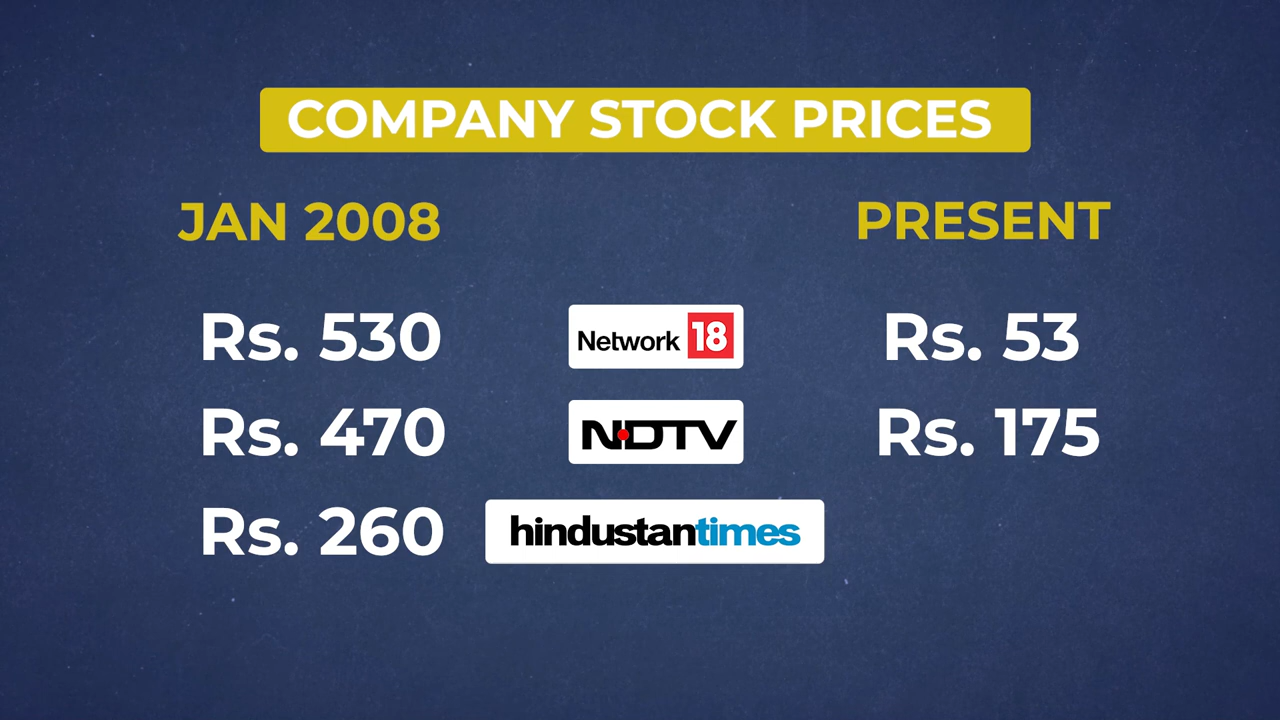 COMPANY STOCK PRICES
JAN 2008 PRESENT
Rs. 530 Network 18 Rs. 53
Rs. 470 NDTV Rs. 175
Rs. 260 hindustantimes